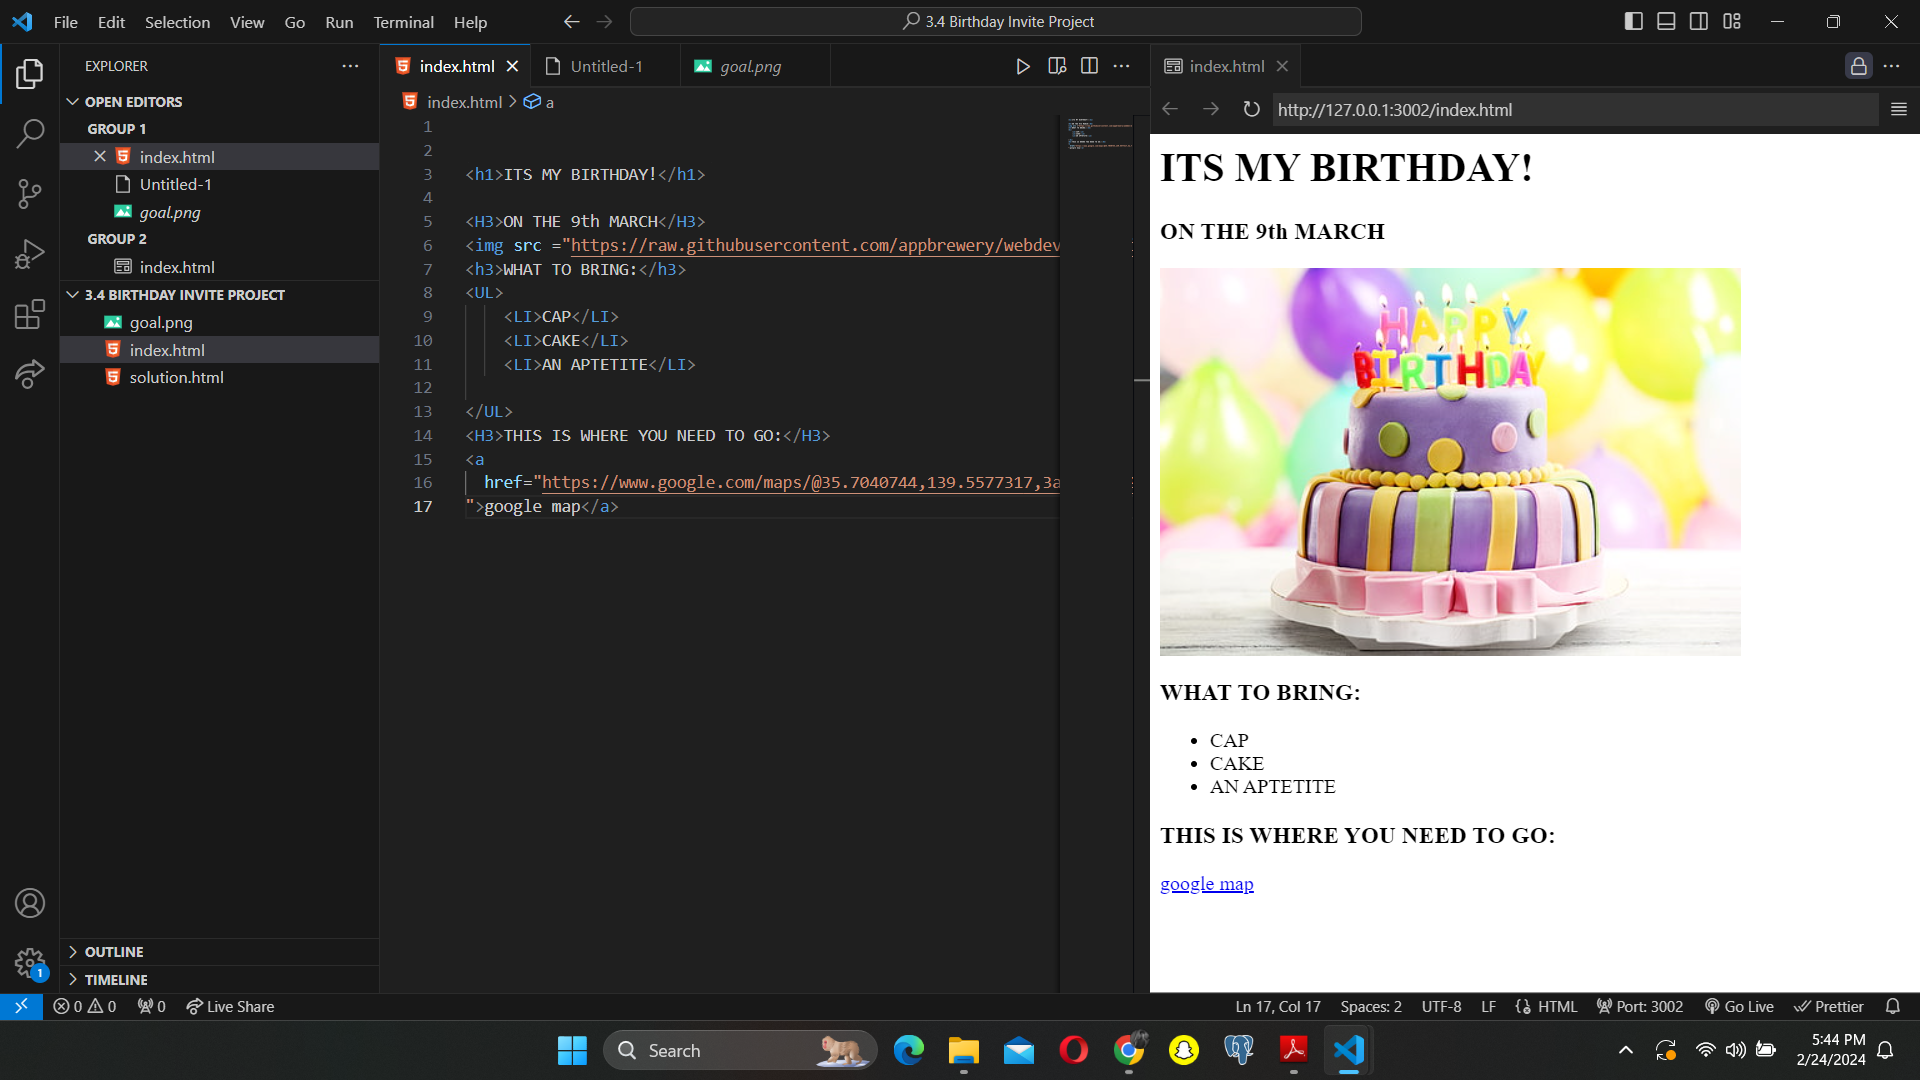 File Edit Selection View Go Run Terminal Help
3.4 Birthday Invite Project
EXPLORER
OPEN EDITORS
GROUP 1
index.html
Untitled-1
goal.png
GROUP 2
index.html
3.4 BIRTHDAY INVITE PROJECT
goal.png
index.html
solution.html
OUTLINE
TIMELINE
index.html Untitled-1 goal.png
index.html > a
1
2
3 <h1>ITS MY BIRTHDAY!</h1>
4
5 <H3>ON THE 9th MARCH</H3>
6 <img src ="https://raw.githubusercontent.com/appbrewery/webdev
7 <h3>WHAT TO BRING:</h3>
8 <UL>
9 <LI>CAP</LI>
10 <LI>CAKE</LI>
11 <LI>AN APTETITE</LI>
12
13 </UL>
14 <H3>THIS IS WHERE YOU NEED TO GO:</H3>
15 <a
16 href="https://www.google.com/maps/@35.7040744,139.5577317,3a
17 ">google map</a>
index.html
http://127.0.0.1:3002/index.html
ITS MY BIRTHDAY!
ON THE 9th MARCH
HAPPY
BIRTHDAY
WHAT TO BRING:
• CAP
• CAKE
• AN APTETITE
THIS IS WHERE YOU NEED TO GO:
google map
1
0 0 0 Live Share
Ln 17, Col 17 Spaces: 2 UTF-8 LF HTML Port: 3002 Go Live Prettier
Search
5:44 PM
2/24/2024